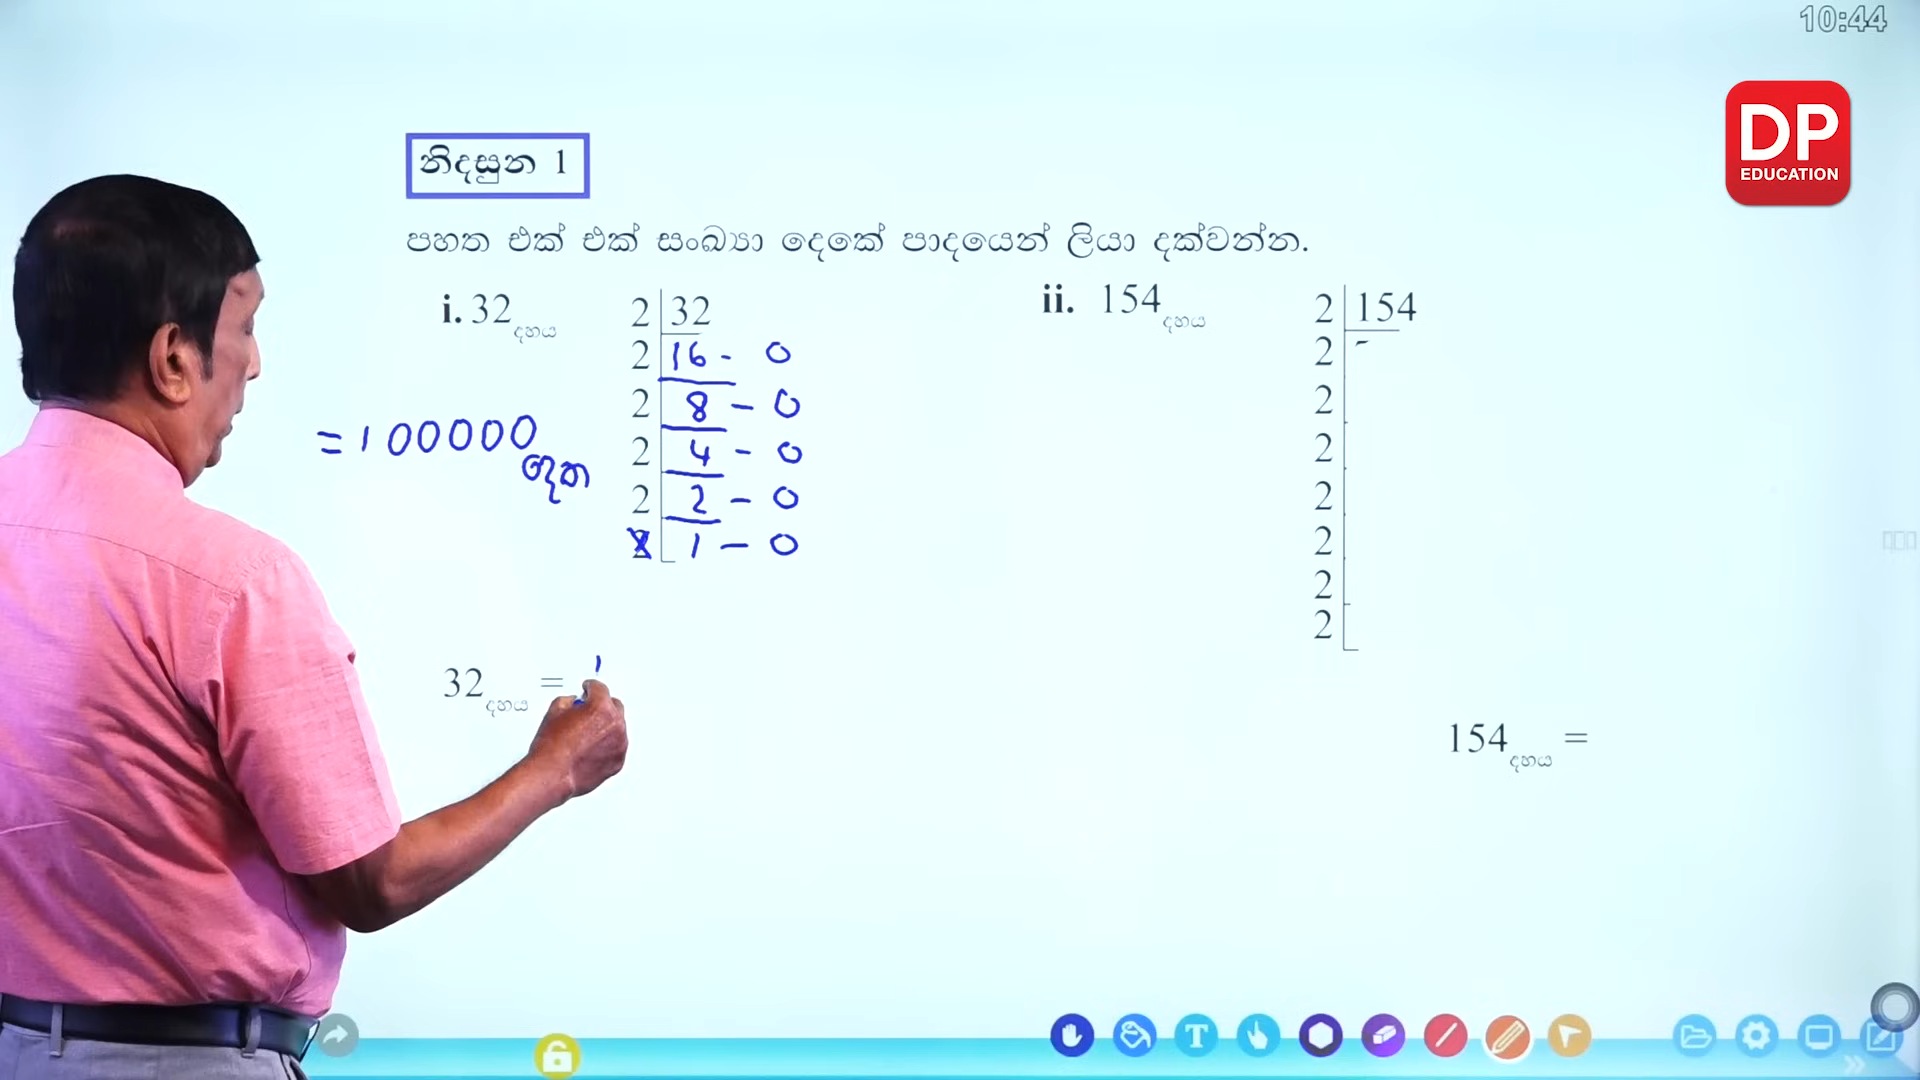 10:44
DP
EDUCATION
නිදසුන 1
පහත එක් එක් සංඛ්‍යා දෙකේ පාදයෙන් ලියා දක්වන්න.
i. 32 දහය
2 32
2 16 - 0
2 8 - 0
2 4 - 0
2 2 - 0
2 1 - 0
= 100000 දෙක
32 දහය = 1
ii. 154 දහය
2 154
2
2
2
2
2
2
2
154 දහය =
T